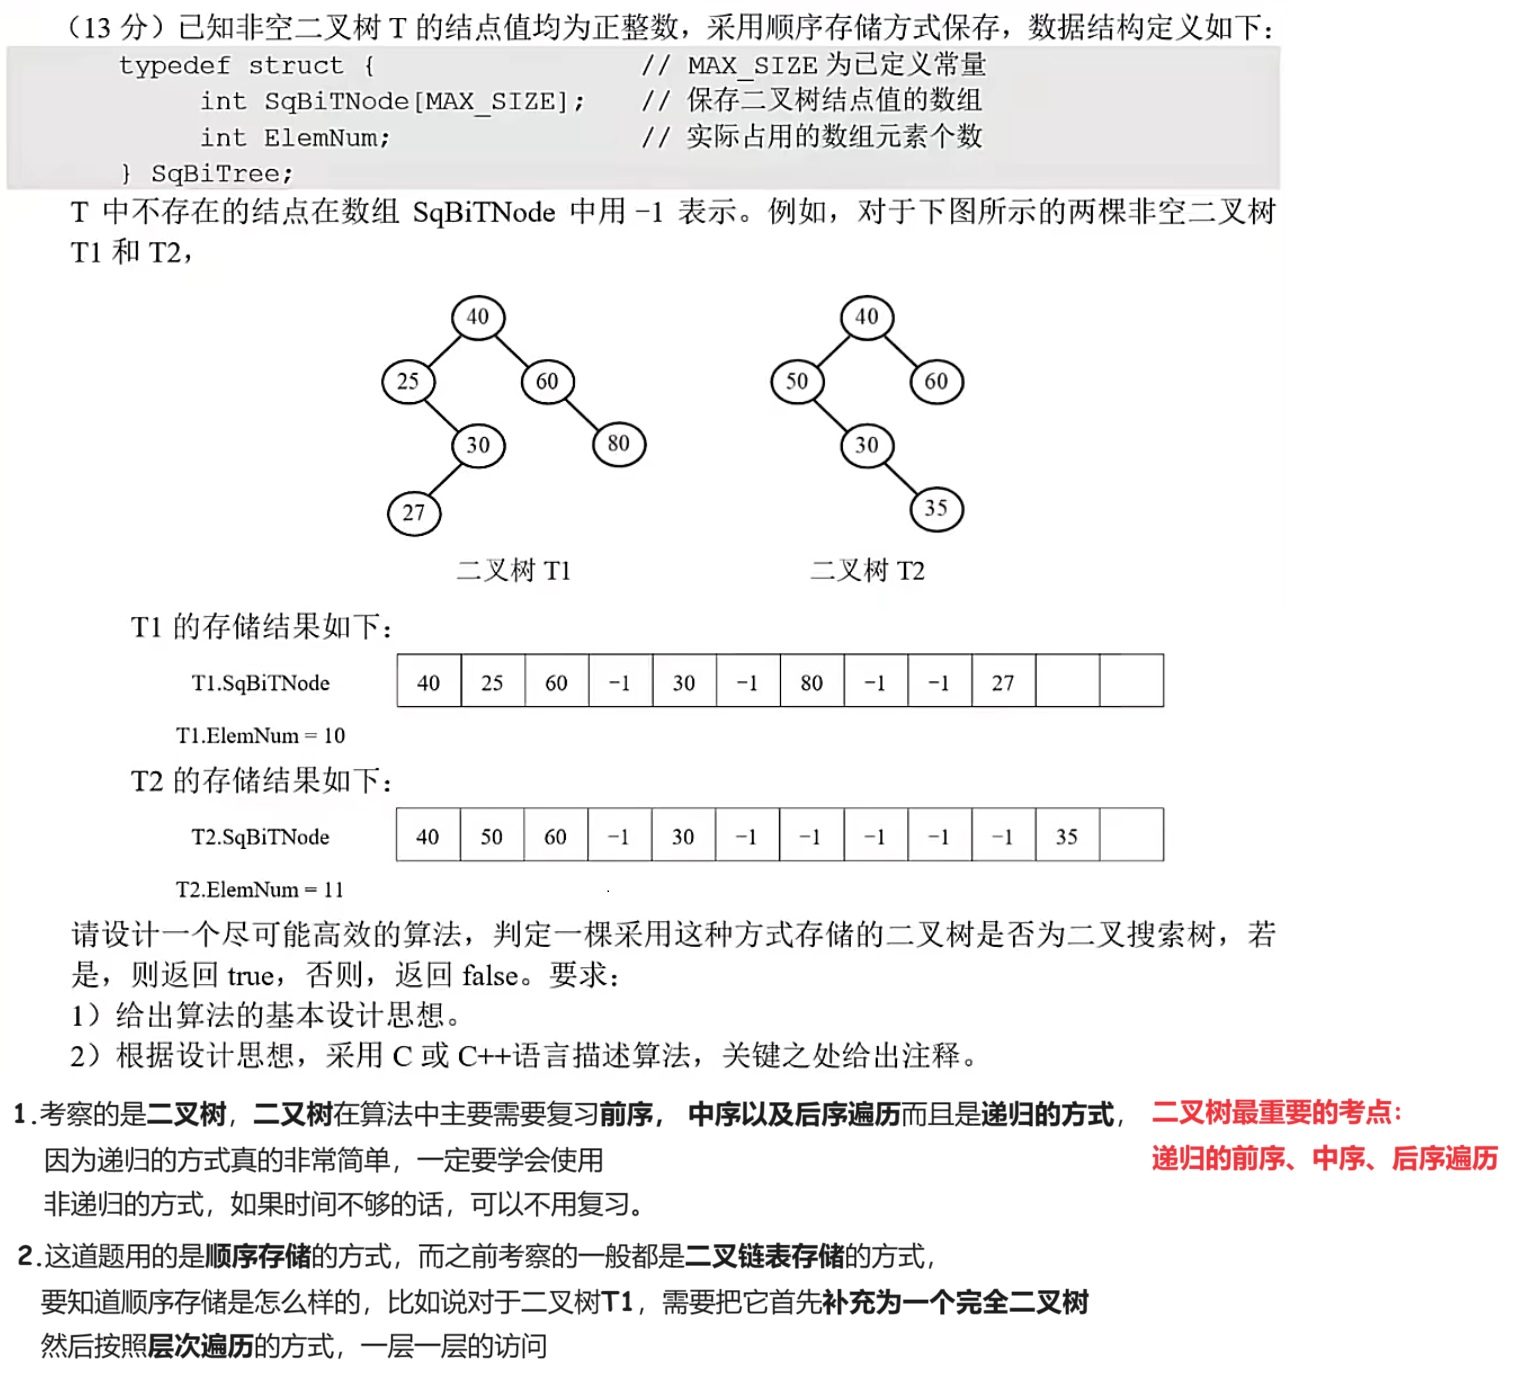 （13 分）已知非空二叉树 T 的结点值均为正整数，采用顺序存储方式保存，数据结构定义如下：
typedef struct { // MAX_SIZE 为已定义常量
int SqBiTNode[MAX_SIZE]; // 保存二叉树结点值的数组
int ElemNum; // 实际占用的数组元素个数
} SqBiTree;
T 中不存在的结点在数组 SqBiTNode 中用 −1 表示。例如，对于下图所示的两棵非空二叉树
T1 和 T2，
40 40
25 60 50 60
30 80 30
27 35
二叉树 T1 二叉树 T2
T1 的存储结果如下：
T1.SqBiTNode 40 25 60 −1 30 −1 80 −1 −1 27
T1.ElemNum = 10
T2 的存储结果如下：
T2.SqBiTNode 40 50 60 −1 30 −1 −1 −1 −1 −1 35
T2.ElemNum = 11
请设计一个尽可能高效的算法，判定一棵采用这种方式存储的二叉树是否为二叉搜索树，若
是，则返回 true，否则，返回 false。要求：
1）给出算法的基本设计思想。
2）根据设计思想，采用 C 或 C++语言描述算法，关键之处给出注释。
1.考察的是二叉树，二又树在算法中主要需要复习前序， 中序以及后序遍历而且是递归的方式，
二叉树最重要的考点：
因为递归的方式真的非常简单，一定要学会使用
递归的前序、中序、后序遍历
非递归的方式，如果时间不够的话，可以不用复习。
2.这道题用的是顺序存储的方式，而之前考察的一般都是二叉链表存储的方式，
要知道顺序存储是怎么样的，比如说对于二叉树T1，需要把它首先补充为一个完全二叉树
然后按照层次遍历的方式，一层一层的访问